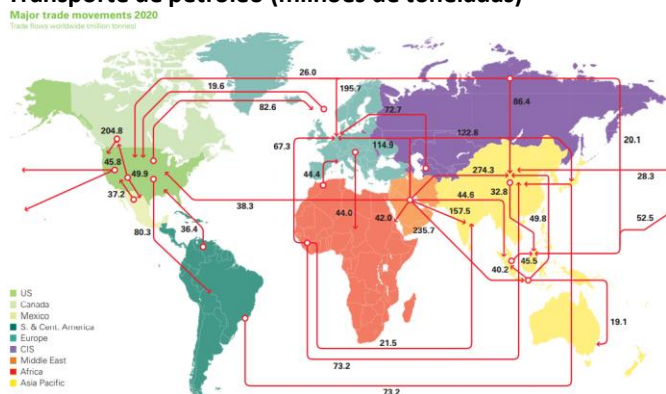 Transporte de petróleo (milhões de toneladas)
Major trade movements 2020
Trade flows worldwide (million tonnes)
26.0
19.6
195.7
82.6
72.7
86.4
204.8
67.3
114.9
122.8
20.1
45.8
49.9
44.4
274.3
28.3
37.2
38.3
44.6
32.8
36.4
44.0
42.0
157.5
49.8
52.5
80.3
235.7
40.2
45.5
19.1
21.5
73.2
73.2
US
Canada
Mexico
S. & Cent. America
Europe
CIS
Middle East
Africa
Asia Pacific